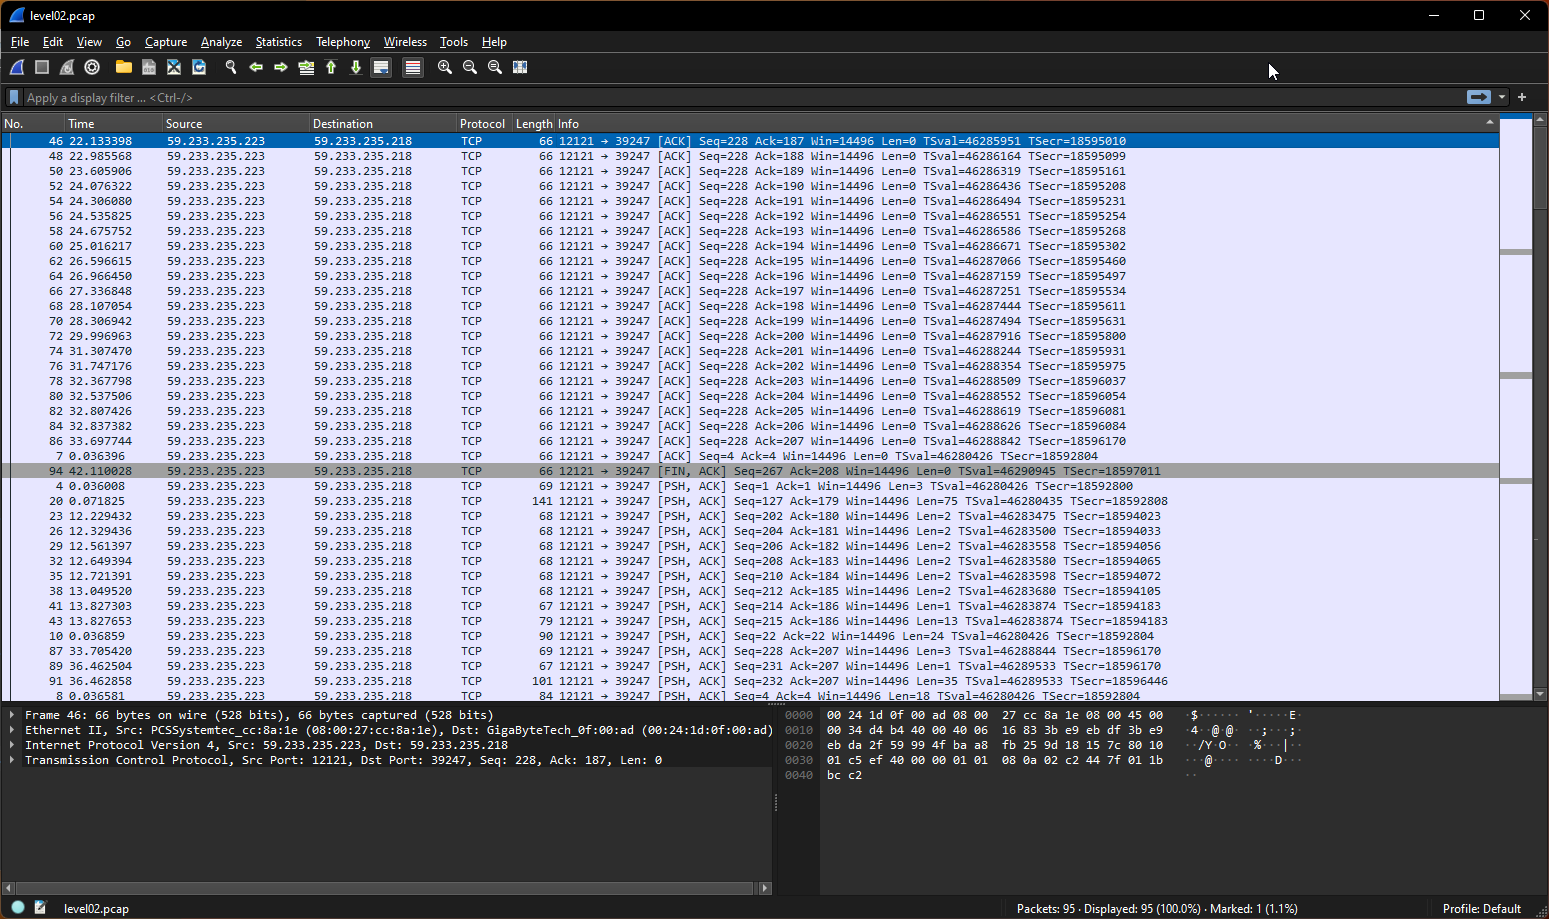 level02.pcap
File Edit View Go Capture Analyze Statistics Telephony Wireless Tools Help
Apply a display filter ... <Ctrl-/>
No. Time Source Destination Protocol Length Info
46 22.133398 59.233.235.223 59.233.235.218 TCP 66 12121 → 39247 [ACK] Seq=228 Ack=187 Win=14496 Len=0 TSval=46285951 TSecr=18595010
48 22.985568 59.233.235.223 59.233.235.218 TCP 66 12121 → 39247 [ACK] Seq=228 Ack=188 Win=14496 Len=0 TSval=46286164 TSecr=18595099
50 23.605906 59.233.235.223 59.233.235.218 TCP 66 12121 → 39247 [ACK] Seq=228 Ack=189 Win=14496 Len=0 TSval=46286319 TSecr=18595161
52 24.076322 59.233.235.223 59.233.235.218 TCP 66 12121 → 39247 [ACK] Seq=228 Ack=190 Win=14496 Len=0 TSval=46286436 TSecr=18595208
54 24.306080 59.233.235.223 59.233.235.218 TCP 66 12121 → 39247 [ACK] Seq=228 Ack=191 Win=14496 Len=0 TSval=46286494 TSecr=18595231
56 24.535825 59.233.235.223 59.233.235.218 TCP 66 12121 → 39247 [ACK] Seq=228 Ack=192 Win=14496 Len=0 TSval=46286551 TSecr=18595254
58 24.675752 59.233.235.223 59.233.235.218 TCP 66 12121 → 39247 [ACK] Seq=228 Ack=193 Win=14496 Len=0 TSval=46286586 TSecr=18595268
60 25.016217 59.233.235.223 59.233.235.218 TCP 66 12121 → 39247 [ACK] Seq=228 Ack=194 Win=14496 Len=0 TSval=46286671 TSecr=18595302
62 26.596615 59.233.235.223 59.233.235.218 TCP 66 12121 → 39247 [ACK] Seq=228 Ack=195 Win=14496 Len=0 TSval=46287066 TSecr=18595460
64 26.966450 59.233.235.223 59.233.235.218 TCP 66 12121 → 39247 [ACK] Seq=228 Ack=196 Win=14496 Len=0 TSval=46287159 TSecr=18595497
66 27.336848 59.233.235.223 59.233.235.218 TCP 66 12121 → 39247 [ACK] Seq=228 Ack=197 Win=14496 Len=0 TSval=46287251 TSecr=18595534
68 28.107054 59.233.235.223 59.233.235.218 TCP 66 12121 → 39247 [ACK] Seq=228 Ack=198 Win=14496 Len=0 TSval=46287444 TSecr=18595611
70 28.306942 59.233.235.223 59.233.235.218 TCP 66 12121 → 39247 [ACK] Seq=228 Ack=199 Win=14496 Len=0 TSval=46287494 TSecr=18595631
72 29.996963 59.233.235.223 59.233.235.218 TCP 66 12121 → 39247 [ACK] Seq=228 Ack=200 Win=14496 Len=0 TSval=46287916 TSecr=18595800
74 31.307470 59.233.235.223 59.233.235.218 TCP 66 12121 → 39247 [ACK] Seq=228 Ack=201 Win=14496 Len=0 TSval=46288244 TSecr=18595931
76 31.747176 59.233.235.223 59.233.235.218 TCP 66 12121 → 39247 [ACK] Seq=228 Ack=202 Win=14496 Len=0 TSval=46288354 TSecr=18595975
78 32.367798 59.233.235.223 59.233.235.218 TCP 66 12121 → 39247 [ACK] Seq=228 Ack=203 Win=14496 Len=0 TSval=46288509 TSecr=18596037
80 32.537506 59.233.235.223 59.233.235.218 TCP 66 12121 → 39247 [ACK] Seq=228 Ack=204 Win=14496 Len=0 TSval=46288552 TSecr=18596054
82 32.807426 59.233.235.223 59.233.235.218 TCP 66 12121 → 39247 [ACK] Seq=228 Ack=205 Win=14496 Len=0 TSval=46288619 TSecr=18596081
84 32.837382 59.233.235.223 59.233.235.218 TCP 66 12121 → 39247 [ACK] Seq=228 Ack=206 Win=14496 Len=0 TSval=46288626 TSecr=18596084
86 33.697744 59.233.235.223 59.233.235.218 TCP 66 12121 → 39247 [ACK] Seq=228 Ack=207 Win=14496 Len=0 TSval=46288842 TSecr=18596170
7 0.036396 59.233.235.223 59.233.235.218 TCP 66 12121 → 39247 [ACK] Seq=4 Ack=4 Win=14496 Len=0 TSval=46280426 TSecr=18592804
94 42.110028 59.233.235.223 59.233.235.218 TCP 66 12121 → 39247 [FIN, ACK] Seq=267 Ack=208 Win=14496 Len=0 TSval=46290945 TSecr=18597011
4 0.036008 59.233.235.223 59.233.235.218 TCP 69 12121 → 39247 [PSH, ACK] Seq=1 Ack=1 Win=14496 Len=3 TSval=46280426 TSecr=18592800
20 0.071825 59.233.235.223 59.233.235.218 TCP 141 12121 → 39247 [PSH, ACK] Seq=127 Ack=179 Win=14496 Len=75 TSval=46280435 TSecr=18592808
23 12.229432 59.233.235.223 59.233.235.218 TCP 68 12121 → 39247 [PSH, ACK] Seq=202 Ack=180 Win=14496 Len=2 TSval=46283475 TSecr=18594023
26 12.329436 59.233.235.223 59.233.235.218 TCP 68 12121 → 39247 [PSH, ACK] Seq=204 Ack=181 Win=14496 Len=2 TSval=46283500 TSecr=18594033
29 12.561397 59.233.235.223 59.233.235.218 TCP 68 12121 → 39247 [PSH, ACK] Seq=206 Ack=182 Win=14496 Len=2 TSval=46283558 TSecr=18594056
32 12.649394 59.233.235.223 59.233.235.218 TCP 68 12121 → 39247 [PSH, ACK] Seq=208 Ack=183 Win=14496 Len=2 TSval=46283580 TSecr=18594065
35 12.721391 59.233.235.223 59.233.235.218 TCP 68 12121 → 39247 [PSH, ACK] Seq=210 Ack=184 Win=14496 Len=2 TSval=46283598 TSecr=18594072
38 13.049520 59.233.235.223 59.233.235.218 TCP 68 12121 → 39247 [PSH, ACK] Seq=212 Ack=185 Win=14496 Len=2 TSval=46283680 TSecr=18594105
41 13.827303 59.233.235.223 59.233.235.218 TCP 67 12121 → 39247 [PSH, ACK] Seq=214 Ack=186 Win=14496 Len=1 TSval=46283874 TSecr=18594183
43 13.827653 59.233.235.223 59.233.235.218 TCP 79 12121 → 39247 [PSH, ACK] Seq=215 Ack=186 Win=14496 Len=13 TSval=46283874 TSecr=18594183
10 0.036859 59.233.235.223 59.233.235.218 TCP 90 12121 → 39247 [PSH, ACK] Seq=22 Ack=22 Win=14496 Len=24 TSval=46280426 TSecr=18592804
87 33.705420 59.233.235.223 59.233.235.218 TCP 69 12121 → 39247 [PSH, ACK] Seq=228 Ack=207 Win=14496 Len=3 TSval=46288844 TSecr=18596170
89 36.462504 59.233.235.223 59.233.235.218 TCP 67 12121 → 39247 [PSH, ACK] Seq=231 Ack=207 Win=14496 Len=1 TSval=46289533 TSecr=18596170
91 36.462858 59.233.235.223 59.233.235.218 TCP 101 12121 → 39247 [PSH, ACK] Seq=232 Ack=207 Win=14496 Len=35 TSval=46289533 TSecr=18596446
8 0.036581 59.233.235.223 59.233.235.218 TCP 84 12121 → 39247 [PSH, ACK] Seq=4 Ack=4 Win=14496 Len=18 TSval=46280426 TSecr=18592804
Frame 46: 66 bytes on wire (528 bits), 66 bytes captured (528 bits)
Ethernet II, Src: PCSSystemtec_cc:8a:1e (08:00:27:cc:8a:1e), Dst: GigaByteTech_0f:00:ad (00:24:1d:0f:00:ad)
Internet Protocol Version 4, Src: 59.233.235.223, Dst: 59.233.235.218
Transmission Control Protocol, Src Port: 12121, Dst Port: 39247, Seq: 228, Ack: 187, Len: 0
0000 00 24 1d 0f 00 ad 08 00 27 cc 8a 1e 08 00 45 00 ·$······ '·····E·
0010 00 34 d4 b4 40 00 40 06 16 83 3b e9 eb df 3b e9 ·4··@·@· ··;···;·
0020 eb da 2f 59 99 4f ba a8 fb 25 9d 18 15 7c 80 10 ··/Y·O·· ·%···|··
0030 01 c5 ef 40 00 00 01 01 08 0a 02 c2 44 7f 01 1b ···@···· ····D···
0040 bc c2 ··
level02.pcap
Packets: 95 · Displayed: 95 (100.0%) · Marked: 1 (1.1%)
Profile: Default